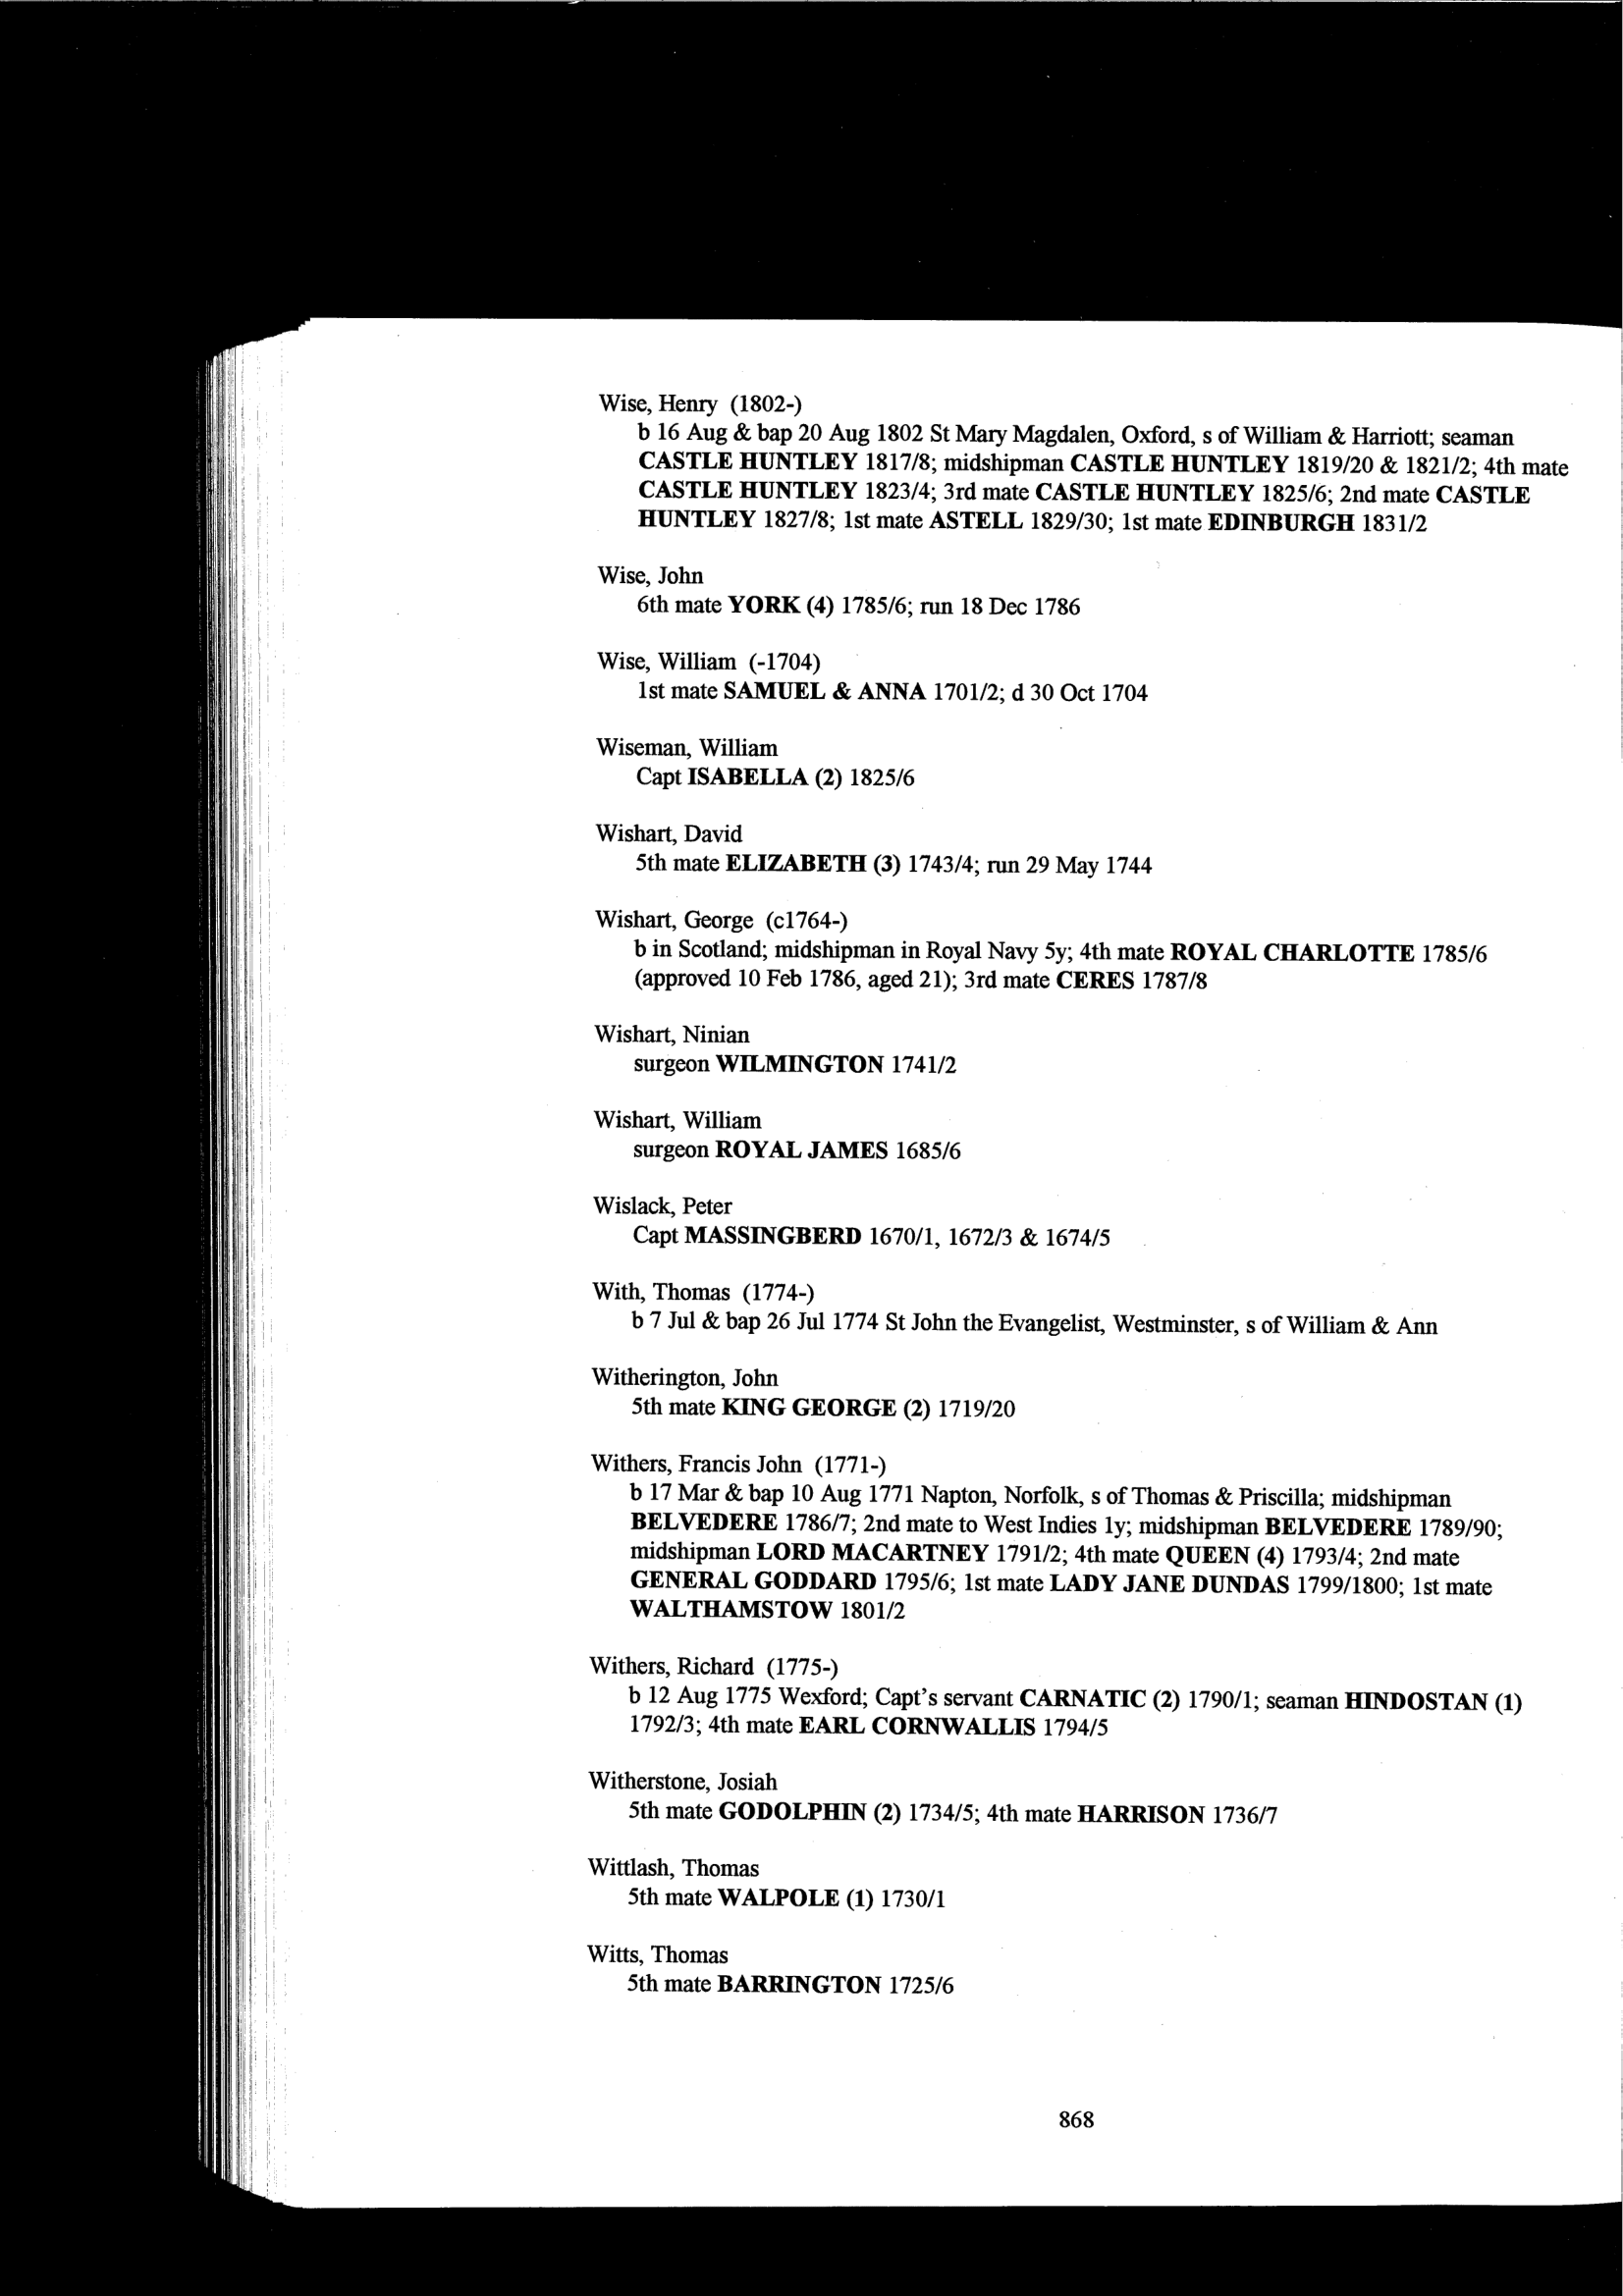 Wise, Henry (1802-)
b 16 Aug & bap 20 Aug 1802 St Mary Magdalen, Oxford, s of William & Harriott; seaman
CASTLE HUNTLEY 1817/8; midshipman CASTLE HUNTLEY 1819/20 & 1821/2; 4th mate
CASTLE HUNTLEY 1823/4; 3rd mate CASTLE HUNTLEY 1825/6; 2nd mate CASTLE
HUNTLEY 1827/8; 1st mate ASTELL 1829/30; 1st mate EDINBURGH 1831/2
Wise, John
6th mate YORK (4) 1785/6; run 18 Dec 1786
Wise, William (-1704)
1st mate SAMUEL & ANNA 1701/2; d 30 Oct 1704
Wiseman, William
Capt ISABELLA (2) 1825/6
Wishart, David
5th mate ELIZABETH (3) 1743/4; run 29 May 1744
Wishart, George (c1764-)
b in Scotland; midshipman in Royal Navy 5y; 4th mate ROYAL CHARLOTTE 1785/6
(approved 10 Feb 1786, aged 21); 3rd mate CERES 1787/8
Wishart, Ninian
surgeon WILMINGTON 1741/2
Wishart, William
surgeon ROYAL JAMES 1685/6
Wislack, Peter
Capt MASSINGBERD 1670/1, 1672/3 & 1674/5
With, Thomas (1774-)
b 7 Jul & bap 26 Jul 1774 St John the Evangelist, Westminster, s of William & Ann
Witherington, John
5th mate KING GEORGE (2) 1719/20
Withers, Francis John (1771-)
b 17 Mar & bap 10 Aug 1771 Napton, Norfolk, s of Thomas & Priscilla; midshipman
BELVEDERE 1786/7; 2nd mate to West Indies 1y; midshipman BELVEDERE 1789/90;
midshipman LORD MACARTNEY 1791/2; 4th mate QUEEN (4) 1793/4; 2nd mate
GENERAL GODDARD 1795/6; 1st mate LADY JANE DUNDAS 1799/1800; 1st mate
WALTHAMSTOW 1801/2
Withers, Richard (1775-)
b 12 Aug 1775 Wexford; Capt's servant CARNATIC (2) 1790/1; seaman HINDOSTAN (1)
1792/3; 4th mate EARL CORNWALLIS 1794/5
Witherstone, Josiah
5th mate GODOLPHIN (2) 1734/5; 4th mate HARRISON 1736/7
Wittlash, Thomas
5th mate WALPOLE (1) 1730/1
Witts, Thomas
5th mate BARRINGTON 1725/6
868